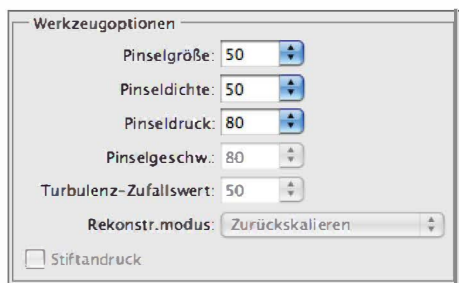 Werkzeugoptionen
Pinselgröße: 50
Pinseldichte: 50
Pinseldruck: 80
Pinselgeschw.: 80
Turbulenz-Zufallswert: 50
Rekonstr.modus: Zurückskalieren
Stiftandruck